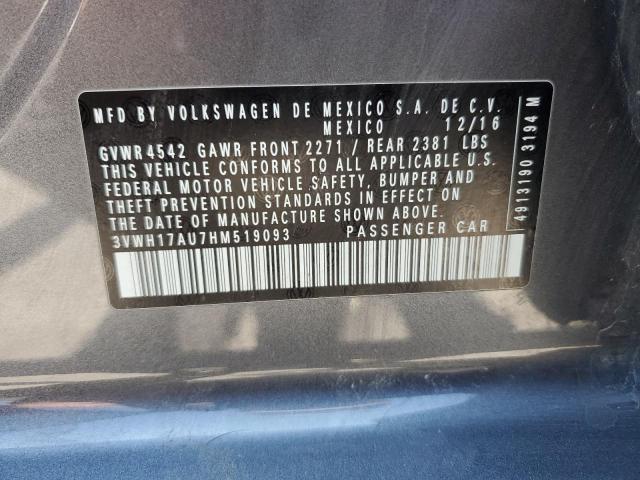 MFD BY VOLKSWAGEN DE MEXICO S.A. DE C.V.
MEXICO 12/16
GVWR 4542 GAWR FRONT 2271 / REAR 2381 LBS
THIS VEHICLE CONFORMS TO ALL APPLICABLE U.S.
FEDERAL MOTOR VEHICLE SAFETY, BUMPER AND
THEFT PREVENTION STANDARDS IN EFFECT ON
THE DATE OF MANUFACTURE SHOWN ABOVE.
3VWH17AU7HM519093 PASSENGER CAR
4913190 3194 M